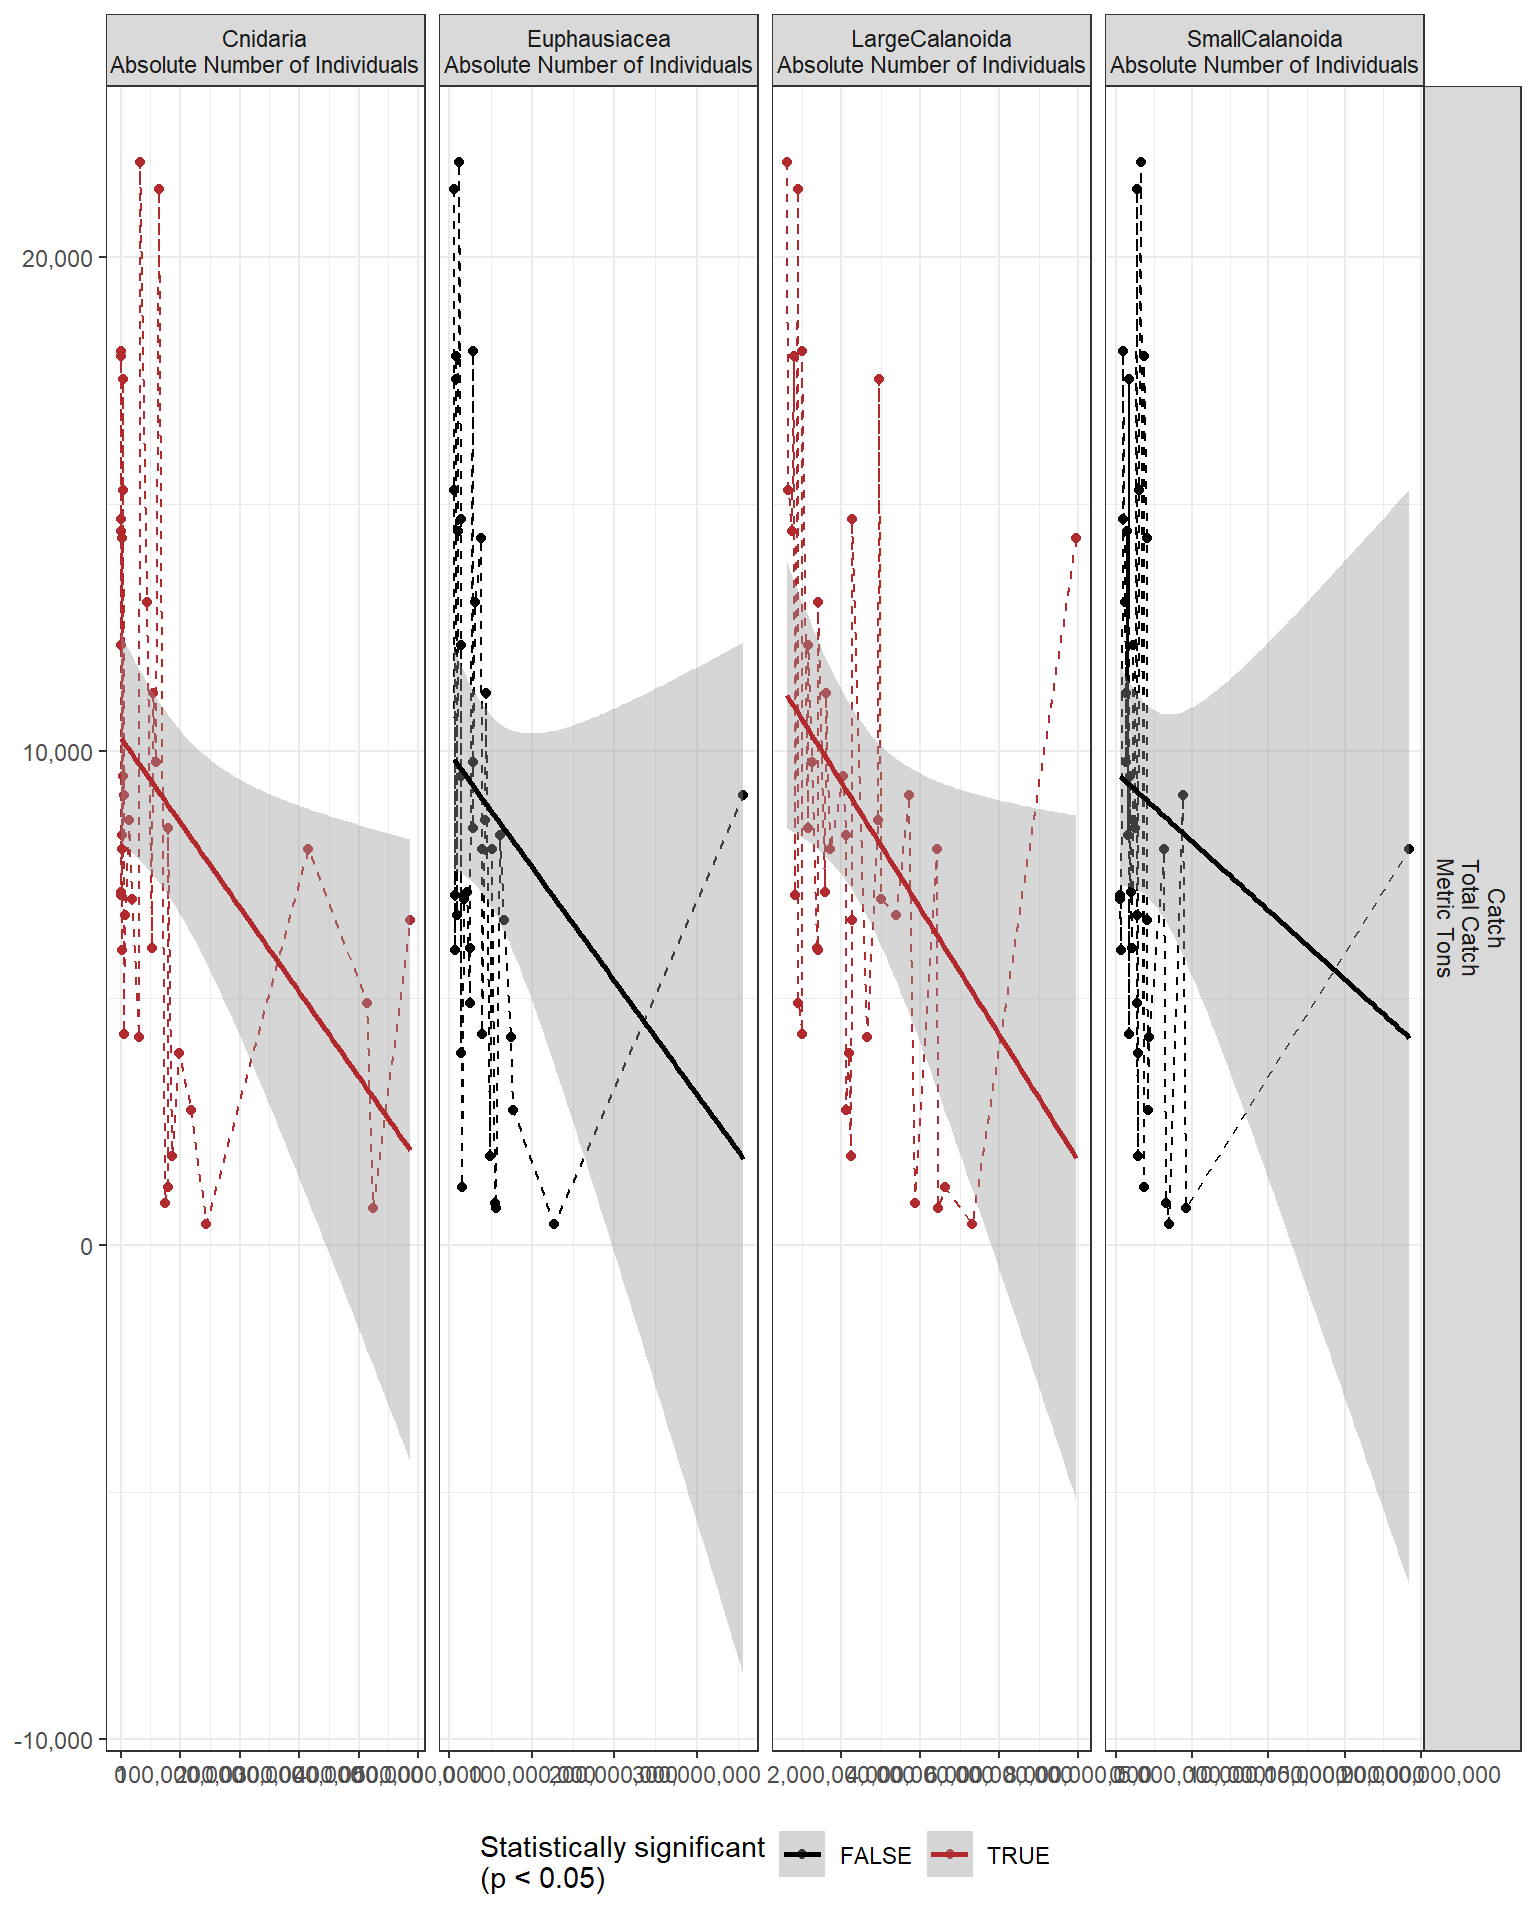 Cnidaria
Absolute Number of Individuals
Euphausiacea
Absolute Number of Individuals
LargeCalanoida
Absolute Number of Individuals
SmallCalanoida
Absolute Number of Individuals
20,000
10,000
0
-10,000
Catch
Total Catch
Metric Tons
Statistically significant
(p < 0.05)
FALSE
TRUE